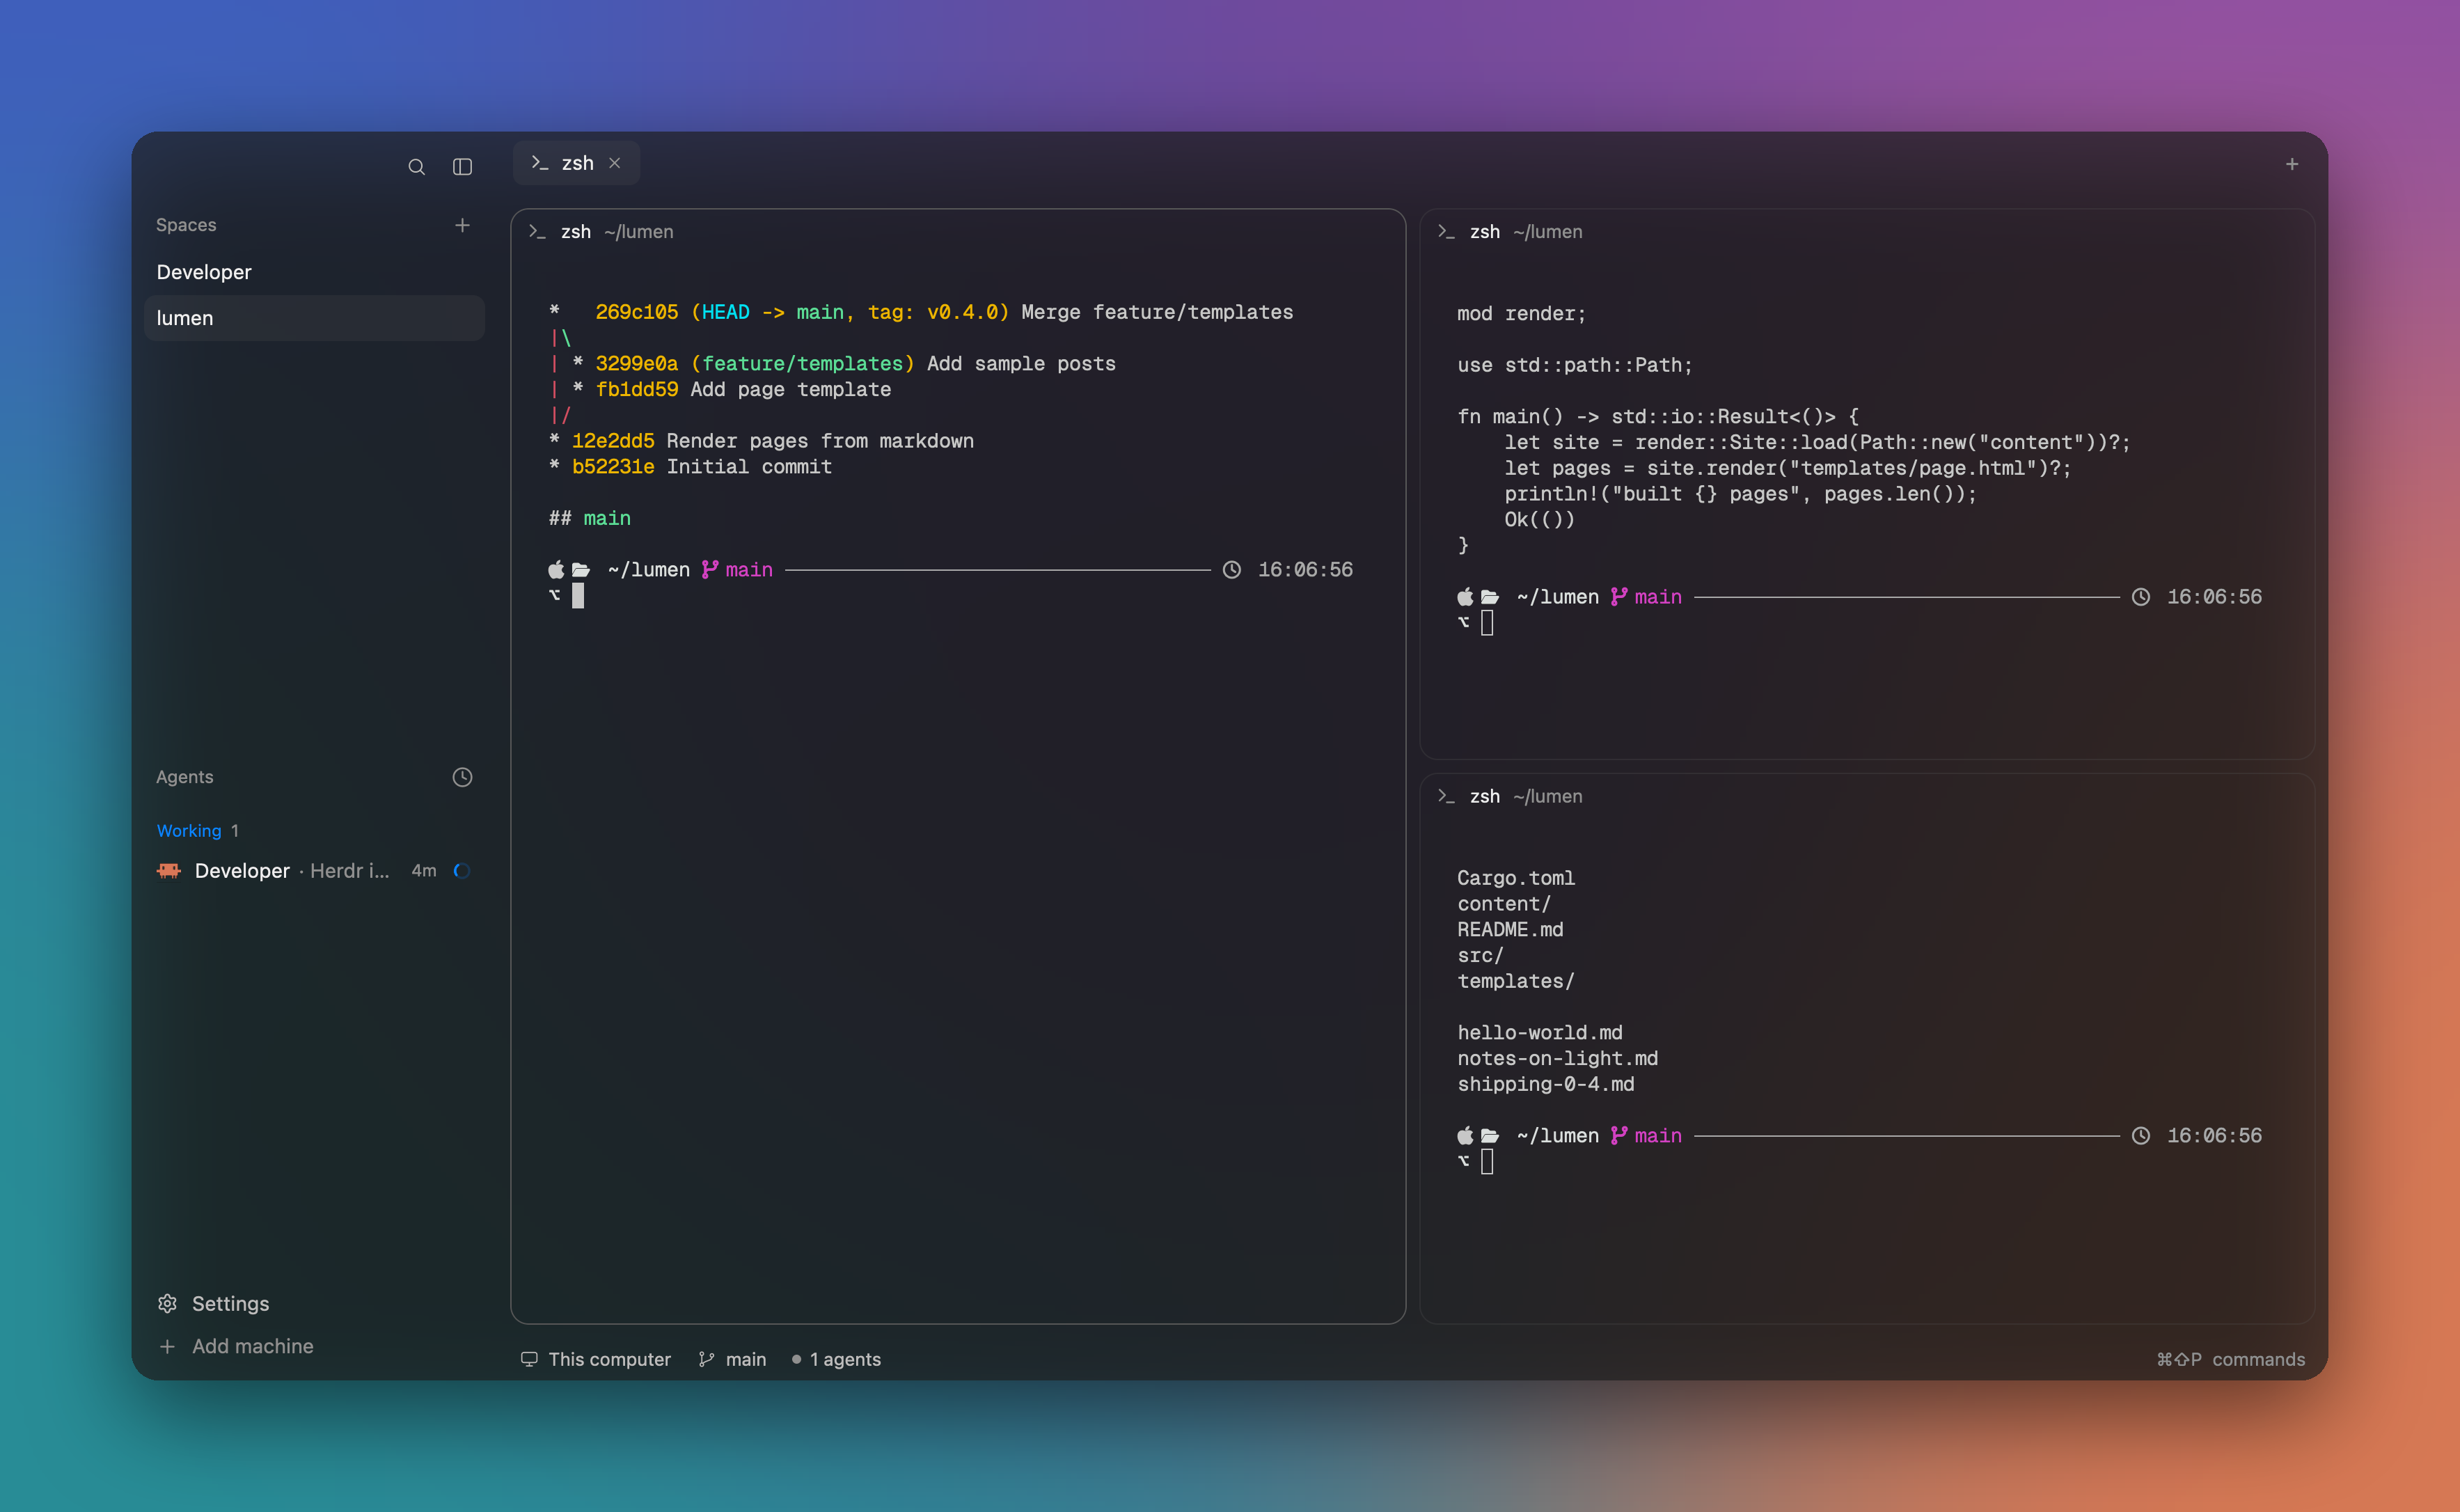 zsh
Spaces
Developer
lumen
Agents
Working 1
Developer · Herdr i... 4m
Settings
Add machine
zsh ~/lumen
*   269c105 (HEAD -> main, tag: v0.4.0) Merge feature/templates
|\
| * 3299e0a (feature/templates) Add sample posts
| * fb1dd59 Add page template
|/
* 12e2dd5 Render pages from markdown
* b52231e Initial commit
## main
~/lumen main 16:06:56
⌥
zsh ~/lumen
mod render;
use std::path::Path;
fn main() -> std::io::Result<()> {
    let site = render::Site::load(Path::new("content"))?;
    let pages = site.render("templates/page.html")?;
    println!("built {} pages", pages.len());
    Ok(())
}
~/lumen main 16:06:56
⌥
zsh ~/lumen
Cargo.toml
content/
README.md
src/
templates/
hello-world.md
notes-on-light.md
shipping-0-4.md
~/lumen main 16:06:56
⌥
This computer main 1 agents
⌘⇧P commands